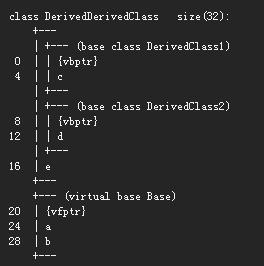 class DerivedDerivedClass   size(32):
    +---
    | +--- (base class DerivedClass1)
 0  | | {vbptr}
 4  | | c
    | +---
    | +--- (base class DerivedClass2)
 8  | | {vbptr}
12  | | d
    | +---
16  | e
    +---
    +--- (virtual base Base)
20  | {vfptr}
24  | a
28  | b
    +---